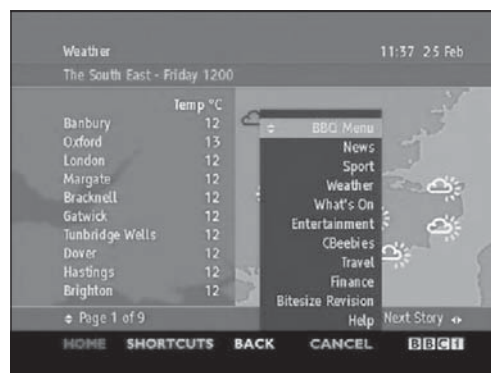 Weather 11:37 25 Feb
The South East - Friday 1200
Temp °C
Banbury 12
Oxford 13
London 12
Margate 12
Bracknell 12
Gatwick 12
Tunbridge Wells 12
Dover 12
Hastings 12
Brighton 12
BBCi Menu
News
Sport
Weather
What's On
Entertainment
CBeebies
Travel
Finance
Bitesize Revision
Help
Page 1 of 9 Next Story
HOME SHORTCUTS BACK CANCEL BBCi